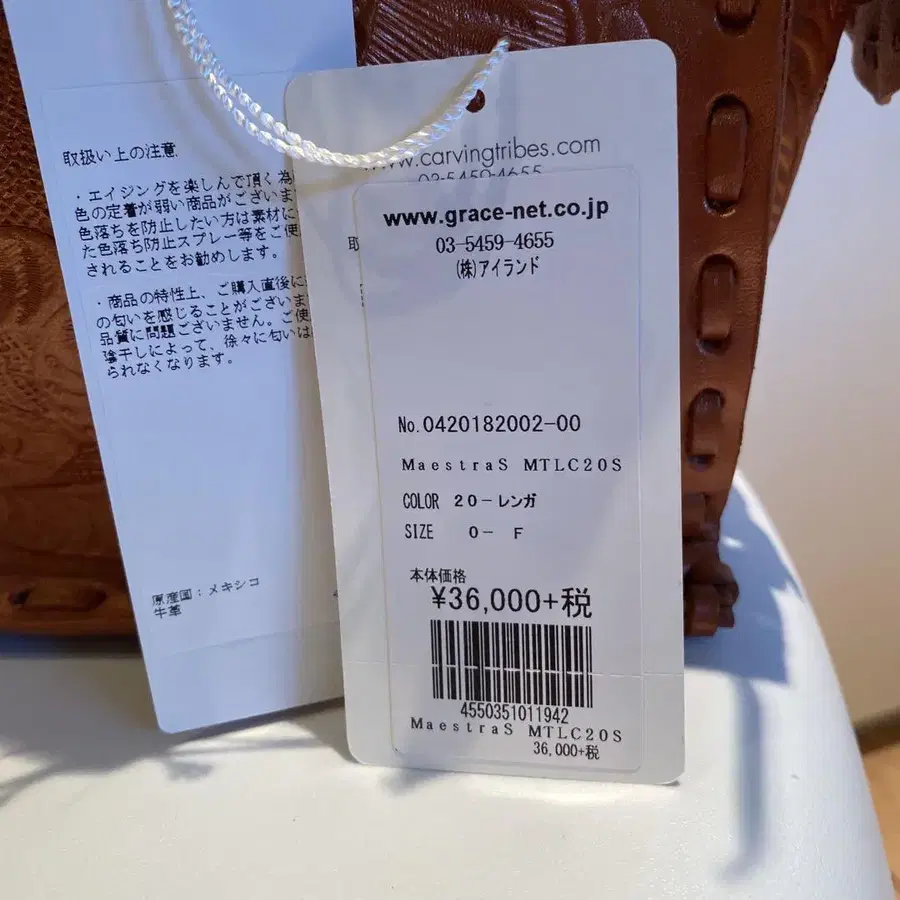 取扱い上の注意
・エイジングを楽しんで頂く為
色の定着が弱い商品がございま
色落ちを防止したい方は素材に
た色落ち防止スプレー等をご使
されることをお勧めします。
・商品の特性上、ご購入直後に
の匂いを感じることがございま
品質に問題ございません。ご使
陰干しによって、徐々に匂いは
られなくなります。
原産国：メキシコ
牛革
www.carvingtribes.com
03-5459-4655
取
www.grace-net.co.jp
03-5459-4655
(株)アイランド
No.0420182002-00
MaestraS MTLC20S
COLOR 20-レンガ
SIZE 0- F
本体価格
¥36,000+税
4550351011942
MaestraS MTLC20S
36,000+税